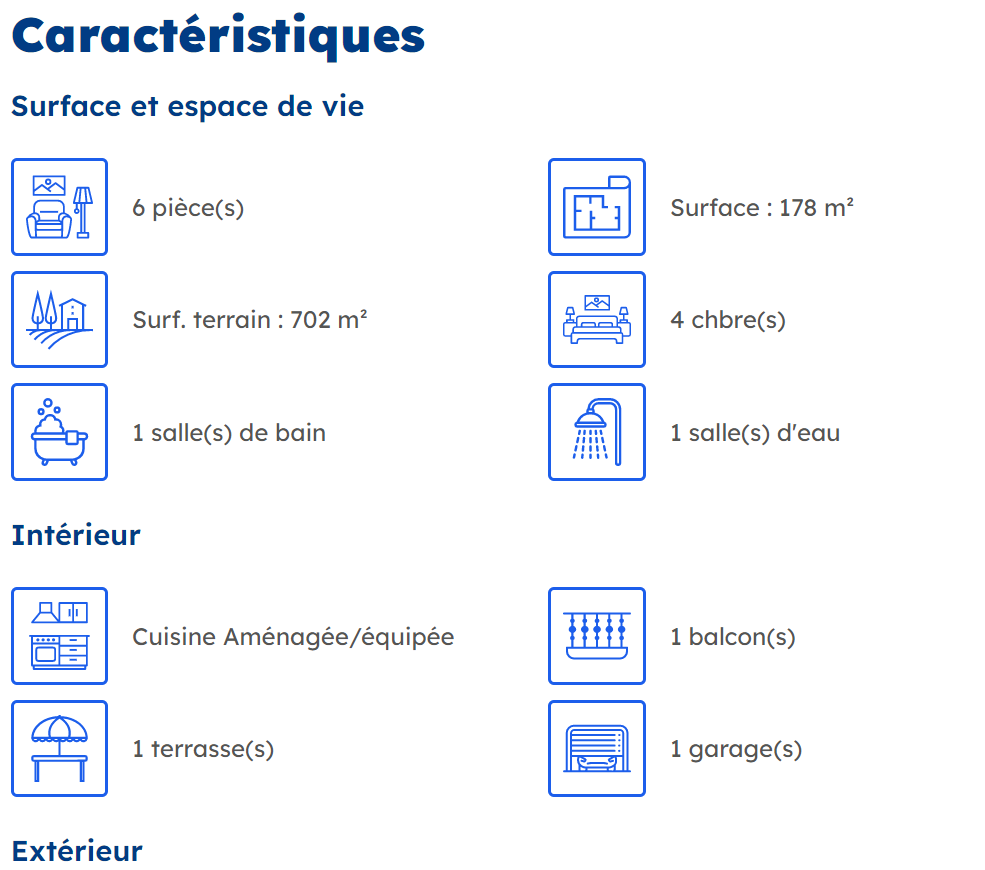 Caractéristiques
Surface et espace de vie
6 pièce(s)
Surface : 178 m²
Surf. terrain : 702 m²
4 chbre(s)
1 salle(s) de bain
1 salle(s) d'eau
Intérieur
Cuisine Aménagée/équipée
1 balcon(s)
1 terrasse(s)
1 garage(s)
Extérieur